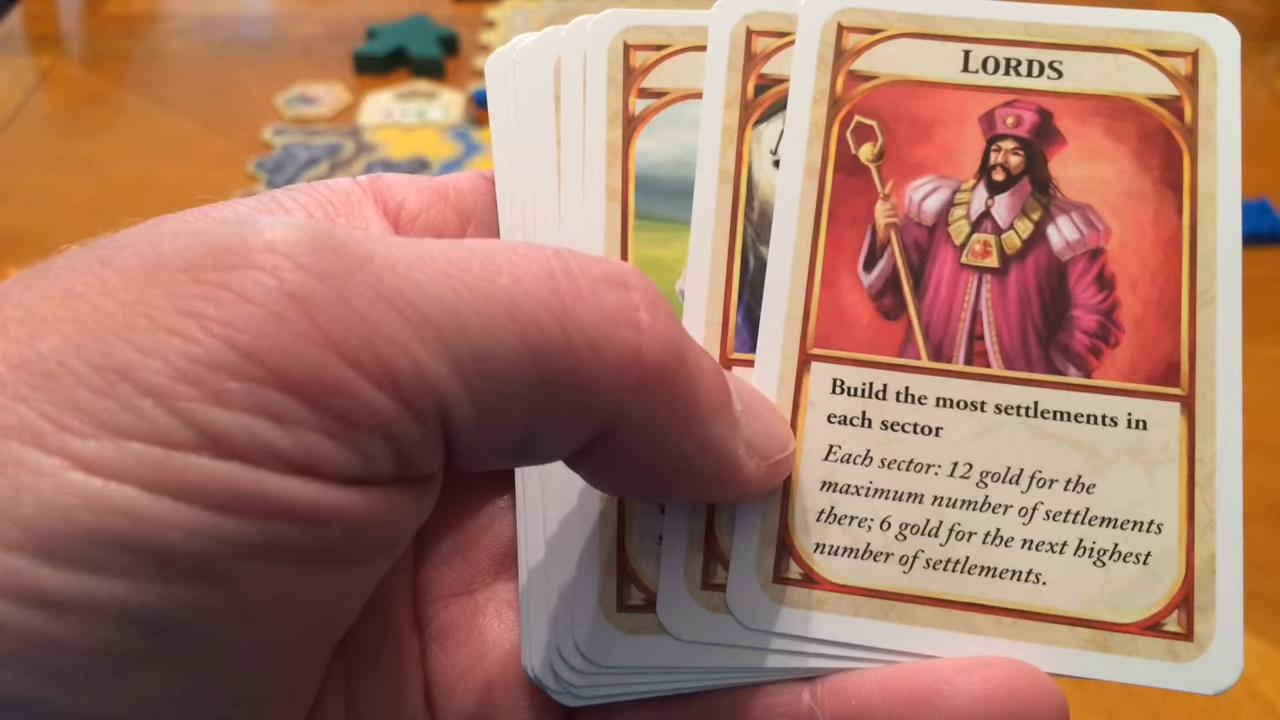 LORDS
Build the most settlements in
each sector
Each sector: 12 gold for the
maximum number of settlements
there; 6 gold for the next highest
number of settlements.